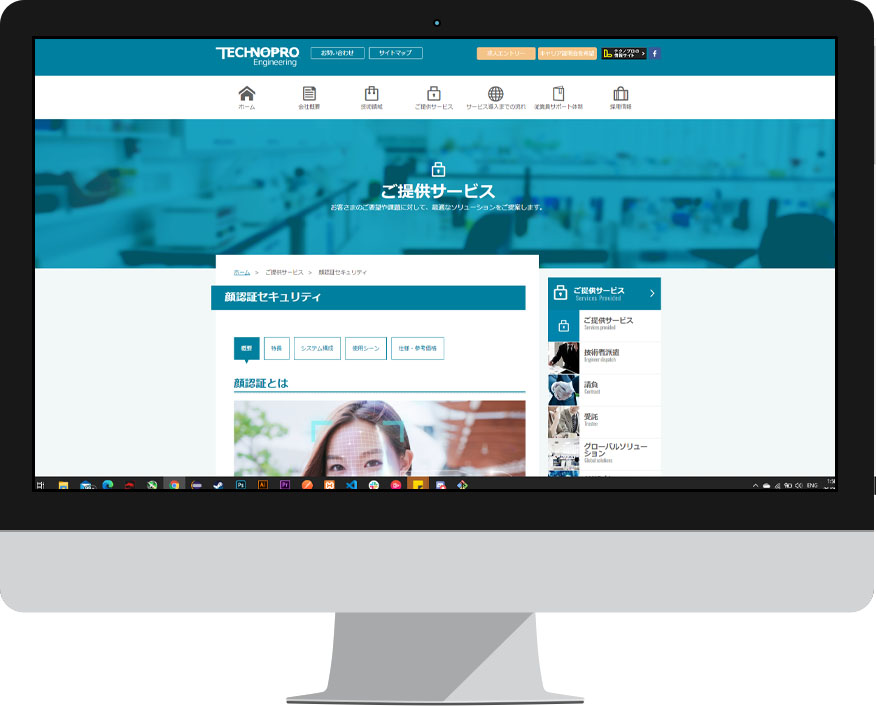 TECHNOPRO
Engineering
お問い合わせ
サイトマップ
求人エントリー
テクノプロの
情報サイト
f
ホーム
会社概要
技術領域
ご提供サービス
サービス導入までの流れ
従業員サポート体制
採用情報
ご提供サービス
お客さまのご要望や課題に対して、最適なソリューションをご提案します。
ホーム > ご提供サービス > 顔認証セキュリティ
顔認証セキュリティ
概要
特長
システム構成
使用シーン
仕様・参考価格
顔認証とは
ご提供サービス
Services Provided
ご提供サービス
Services provided
技術者派遣
Engineer dispatch
請負
Contract
受託
Trustee
グローバルソリュー
ション
Global solutions
Ps
Ai
Pr
ENG